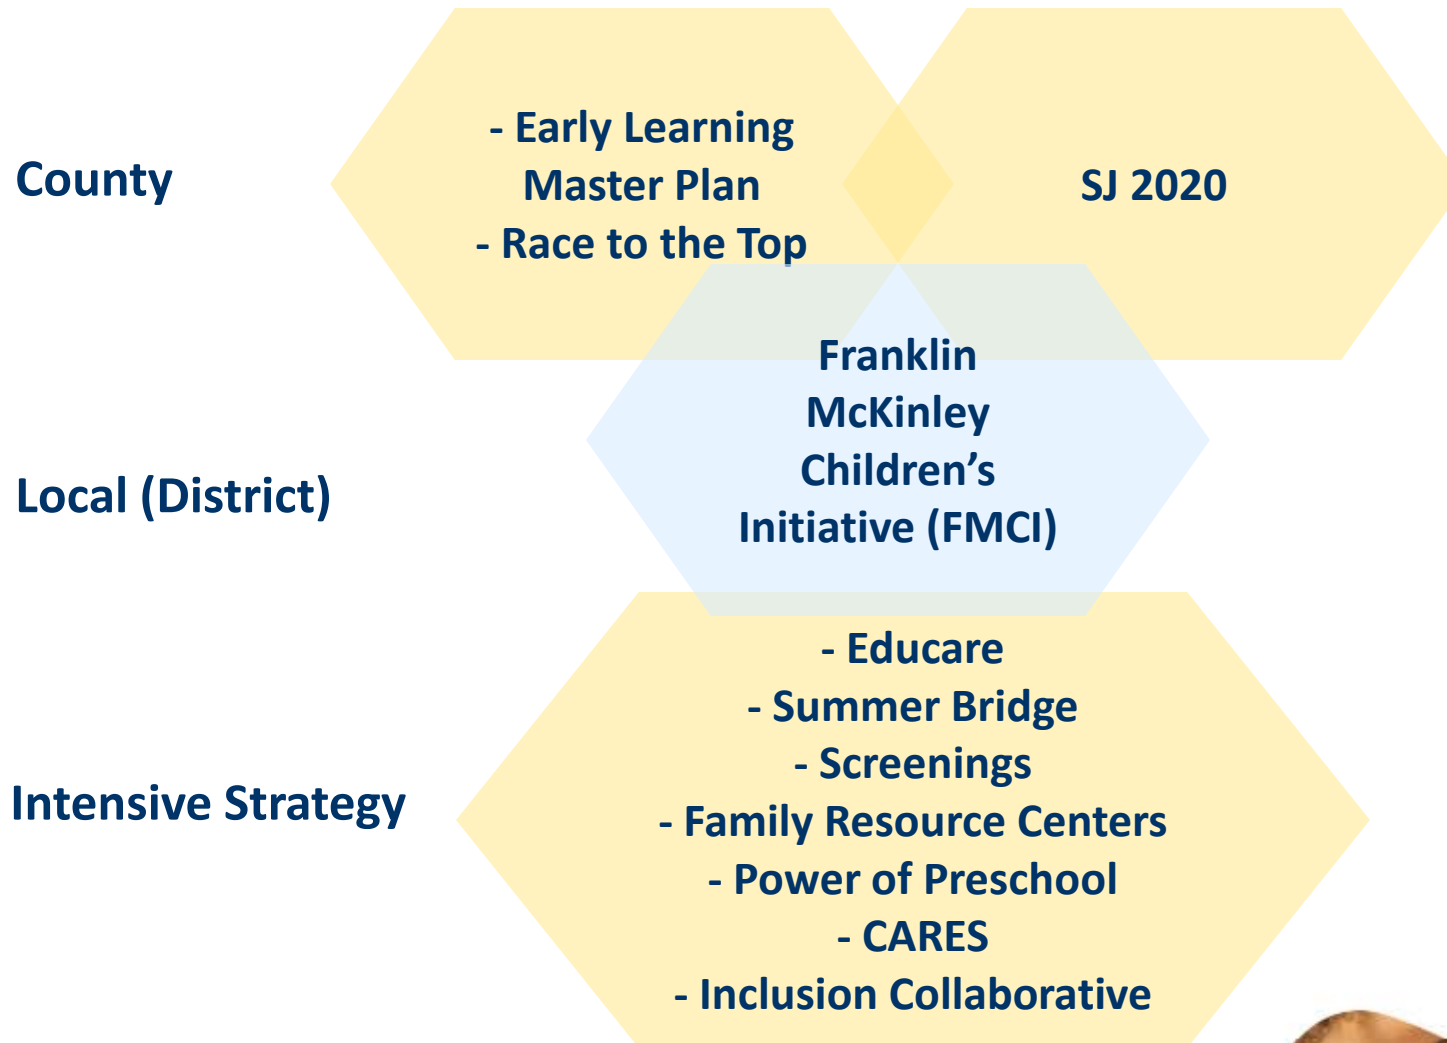 County
- Early Learning
Master Plan
- Race to the Top
SJ 2020
Local (District)
Franklin
McKinley
Children’s
Initiative (FMCI)
Intensive Strategy
- Educare
- Summer Bridge
- Screenings
- Family Resource Centers
- Power of Preschool
- CARES
- Inclusion Collaborative